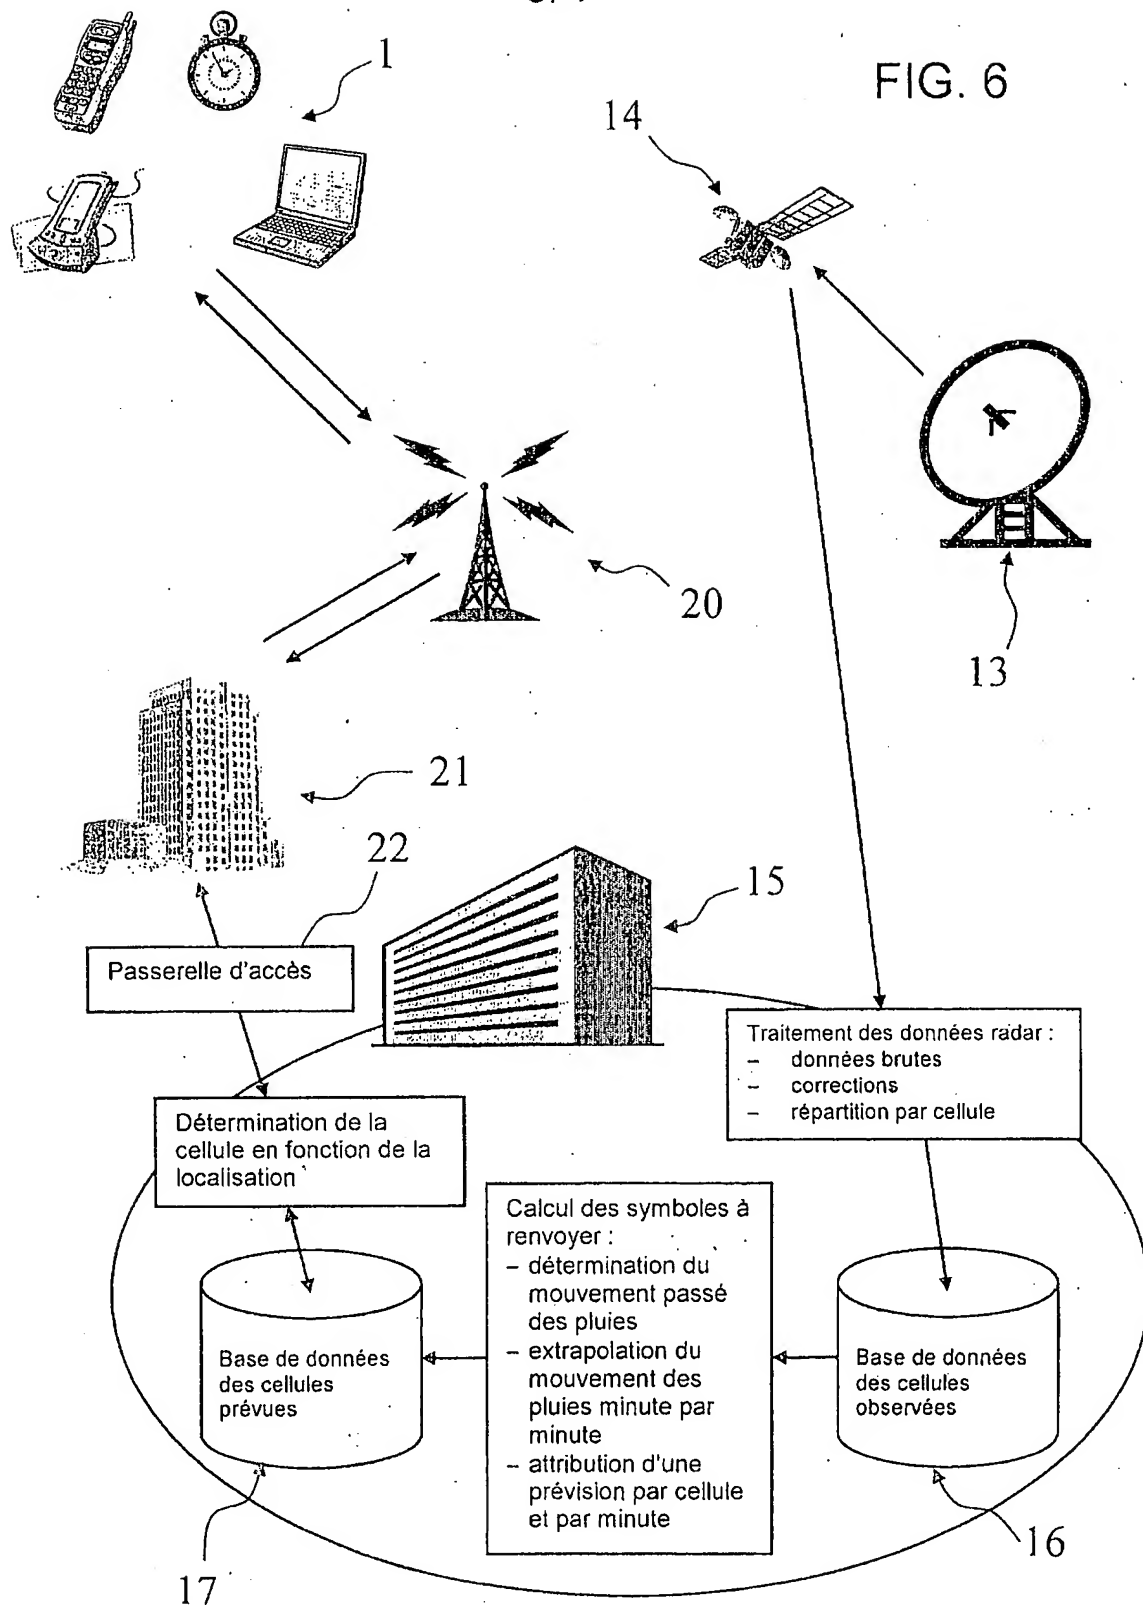 FIG. 6
1
14
13
20
21
22
15
Passerelle d'accès
Traitement des données radar :
– données brutes
– corrections
– répartition par cellule
Détermination de la
cellule en fonction de la
localisation
Calcul des symboles à
renvoyer :
– détermination du
mouvement passé
des pluies
– extrapolation du
mouvement des
pluies minute par
minute
– attribution d'une
prévision par cellule
et par minute
Base de données
des cellules
prévues
Base de données
des cellules
observées
17
16